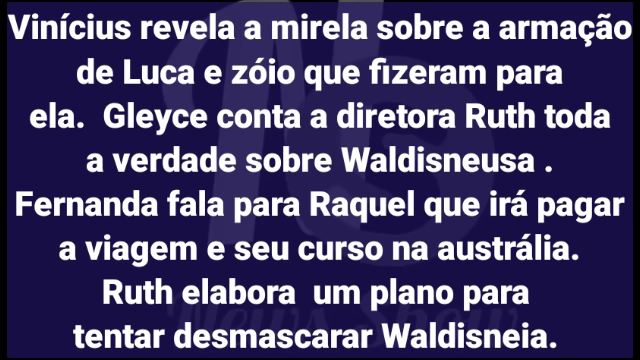 Vinícius revela a mirela sobre a armação
de Luca e zóio que fizeram para
ela. Gleyce conta a diretora Ruth toda
a verdade sobre Waldisneusa .
Fernanda fala para Raquel que irá pagar
a viagem e seu curso na austrália.
Ruth elabora um plano para
tentar desmascarar Waldisneia.